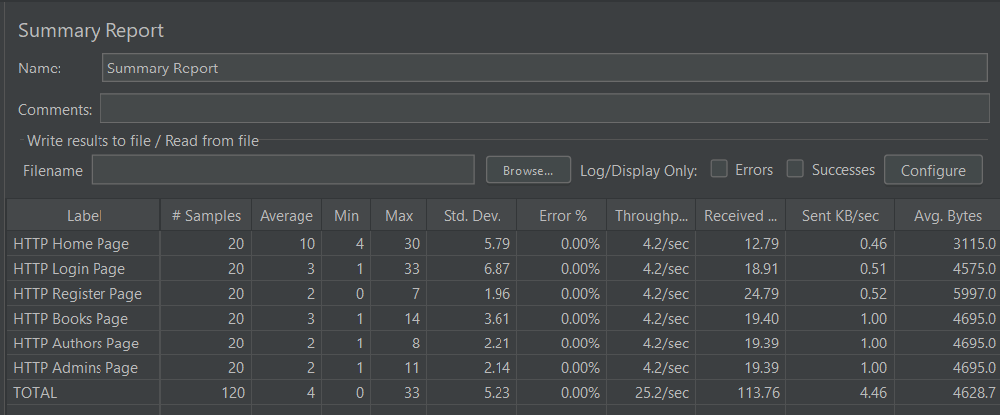 Summary Report
Name: Summary Report
Comments:
Write results to file / Read from file
Filename Browse... Log/Display Only: Errors Successes Configure
Label # Samples Average Min Max Std. Dev. Error % Throughp... Received ... Sent KB/sec Avg. Bytes
HTTP Home Page 20 10 4 30 5.79 0.00% 4.2/sec 12.79 0.46 3115.0
HTTP Login Page 20 3 1 33 6.87 0.00% 4.2/sec 18.91 0.51 4575.0
HTTP Register Page 20 2 0 7 1.96 0.00% 4.2/sec 24.79 0.52 5997.0
HTTP Books Page 20 3 1 14 3.61 0.00% 4.2/sec 19.40 1.00 4695.0
HTTP Authors Page 20 2 1 8 2.21 0.00% 4.2/sec 19.39 1.00 4695.0
HTTP Admins Page 20 2 1 11 2.14 0.00% 4.2/sec 19.39 1.00 4695.0
TOTAL 120 4 0 33 5.23 0.00% 25.2/sec 113.76 4.46 4628.7